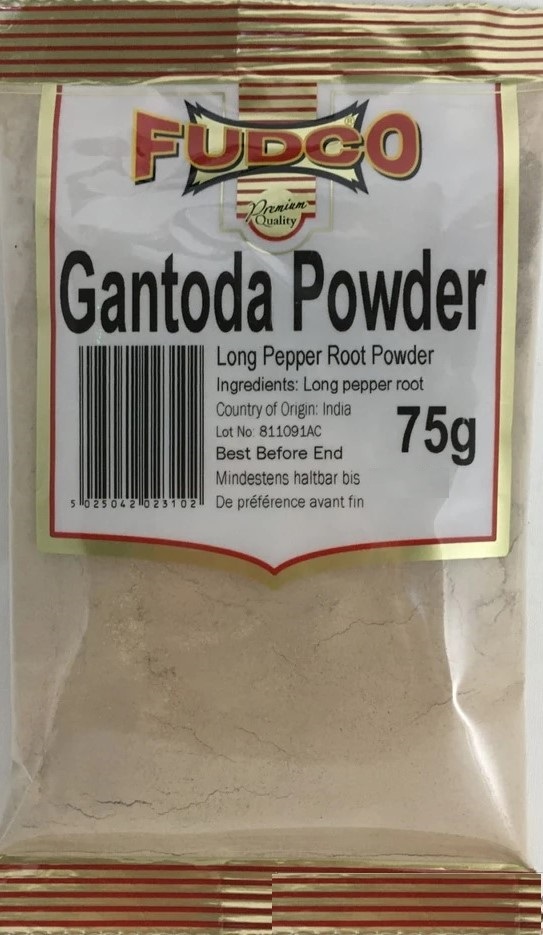 FUDCO
®
Premium
Quality
Gantoda Powder
Long Pepper Root Powder
Ingredients: Long pepper root
Country of Origin: India
Lot No: 811091AC
75g
Best Before End
Mindestens haltbar bis
De préférence avant fin
5 025042 023102